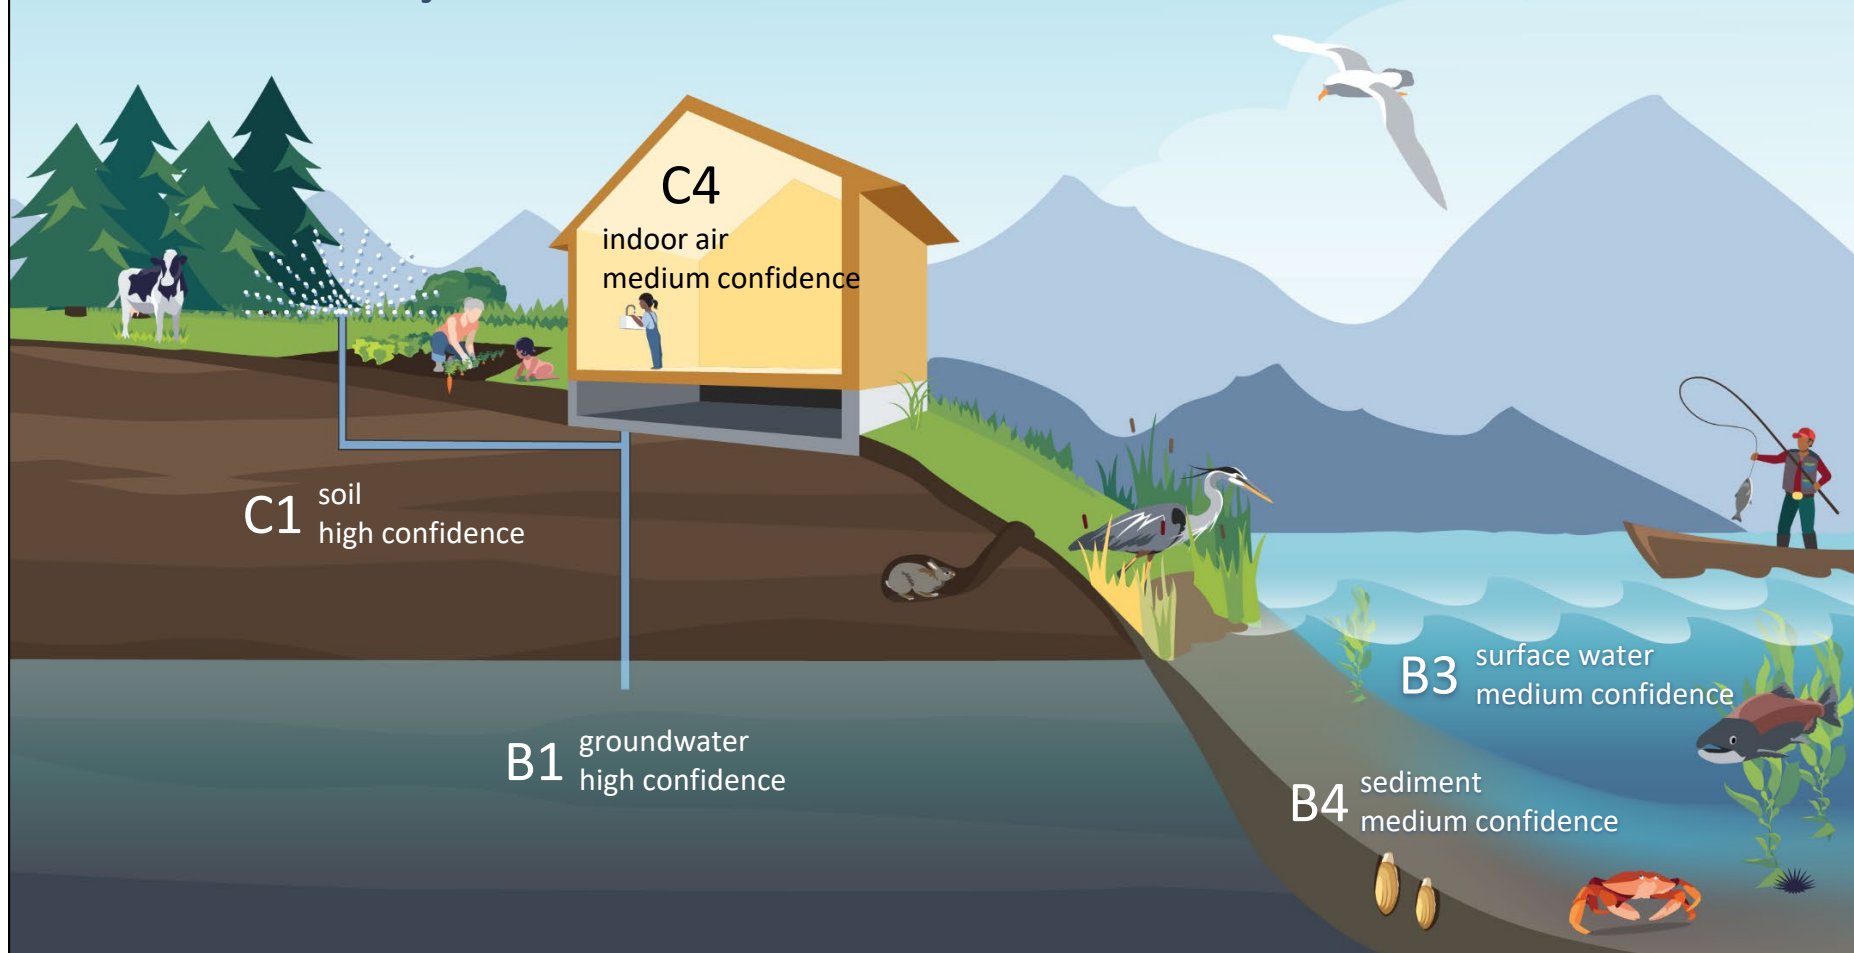 C4
indoor air
medium confidence
C1
soil
high confidence
B3
surface water
medium confidence
B1
groundwater
high confidence
B4
sediment
medium confidence